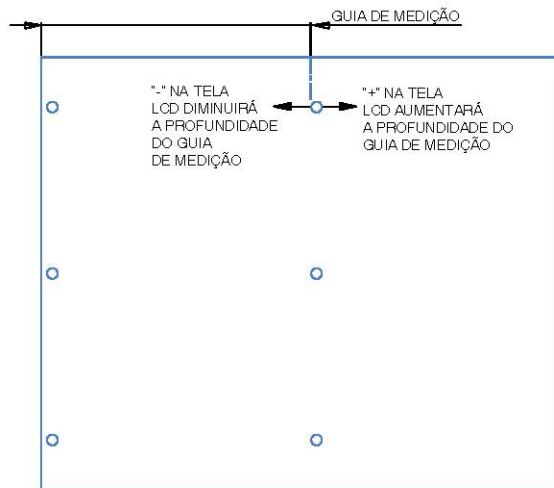 GUIA DE MEDIÇÃO
"-" NA TELA
LCD DIMINUIRÁ
A PROFUNDIDADE
DO GUIA
DE MEDIÇÃO
"+" NA TELA
LCD AUMENTARÁ
A PROFUNDIDADE DO
GUIA DE MEDIÇÃO